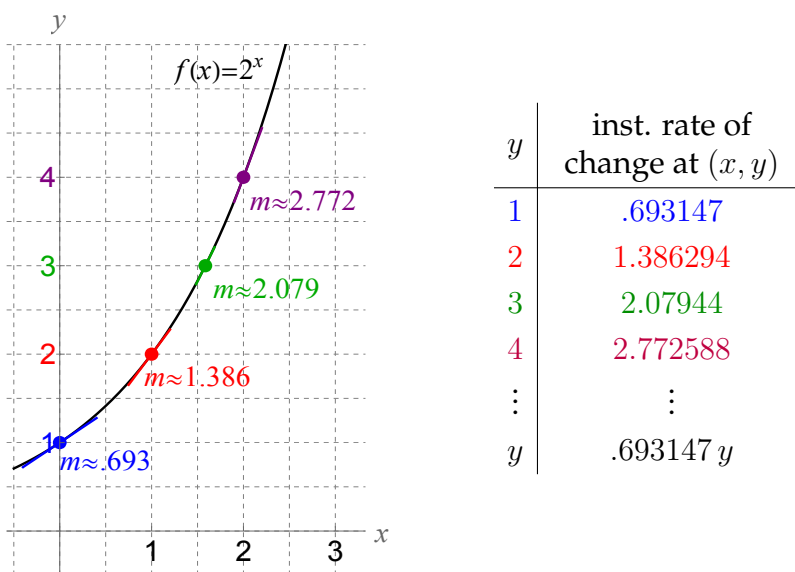 y
f(x)=2^x
4
m≈2.772
3
m≈2.079
2
m≈1.386
1
m≈.693
x
1 2 3
y inst. rate of change at (x, y)
1 .693147
2 1.386294
3 2.07944
4 2.772588
⋮ ⋮
y .693147 y